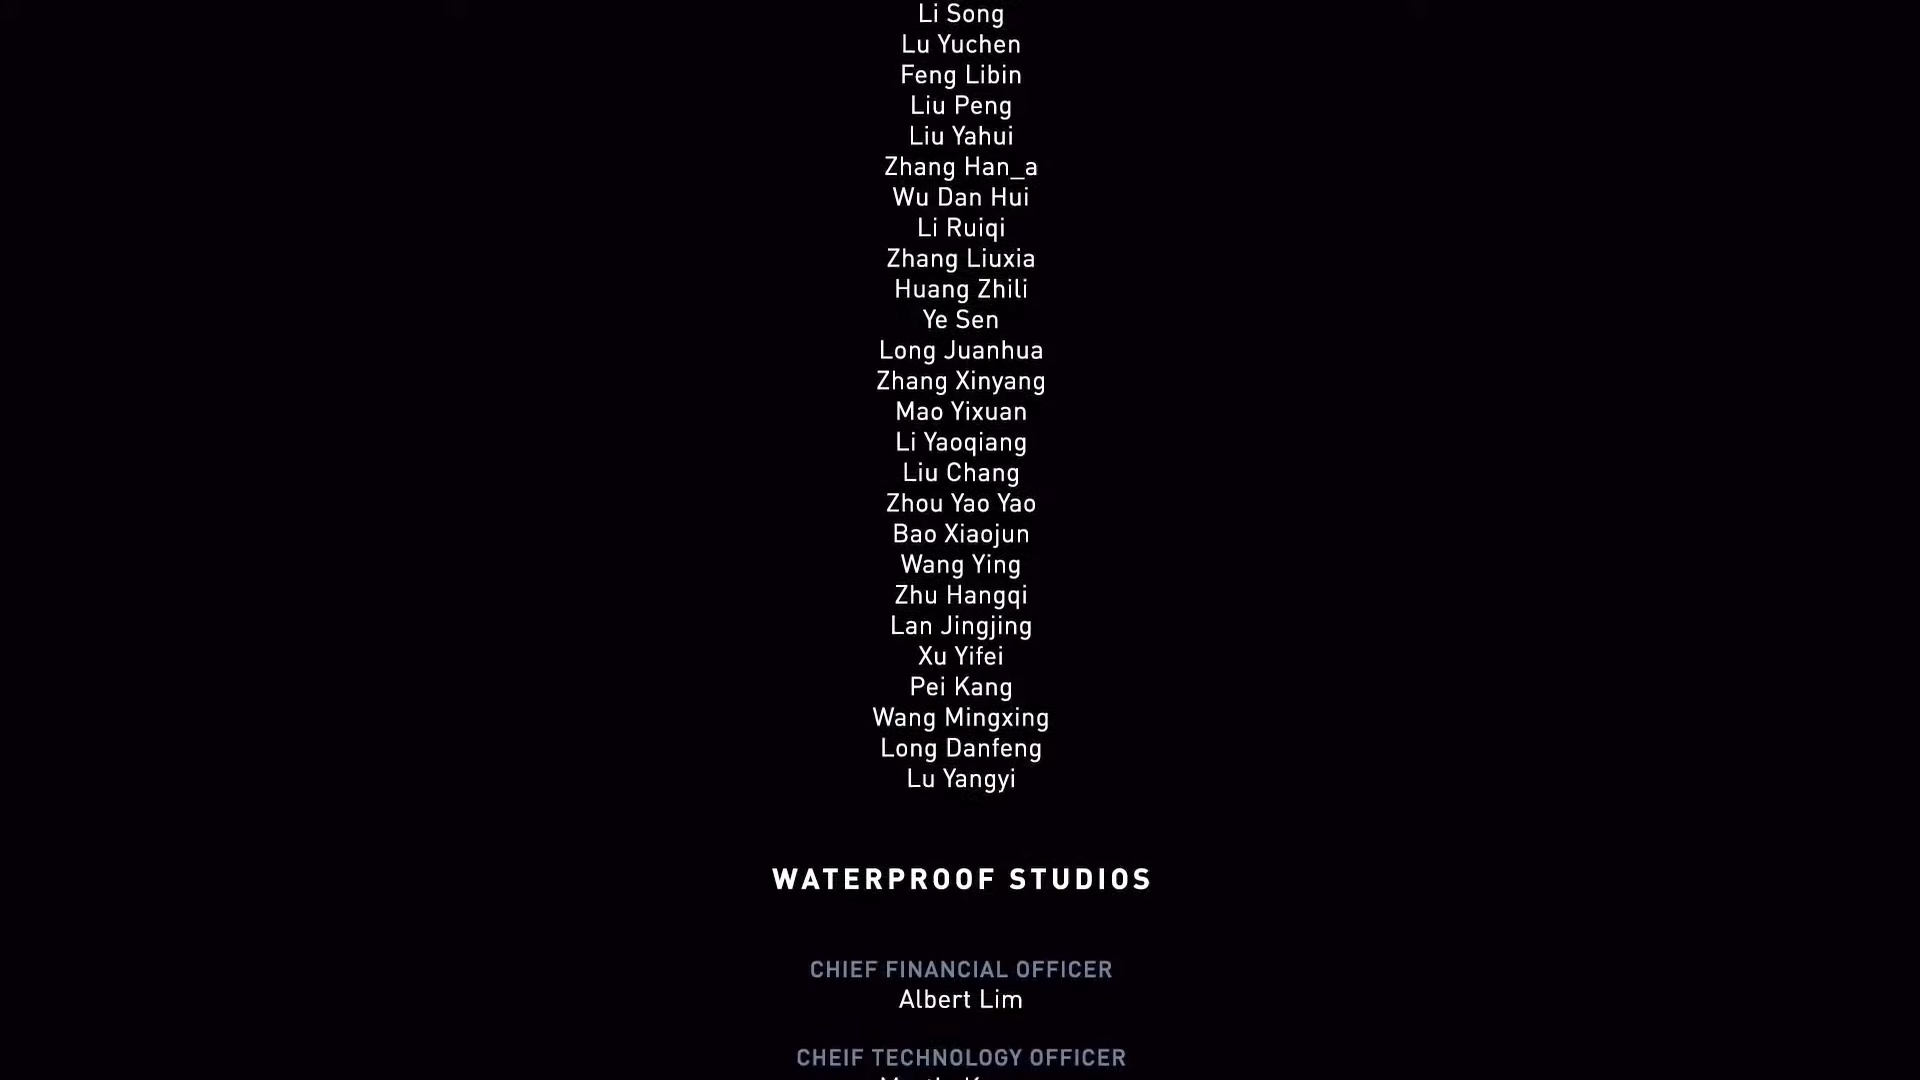 Li Song
Lu Yuchen
Feng Libin
Liu Peng
Liu Yahui
Zhang Han_a
Wu Dan Hui
Li Ruiqi
Zhang Liuxia
Huang Zhili
Ye Sen
Long Juanhua
Zhang Xinyang
Mao Yixuan
Li Yaoqiang
Liu Chang
Zhou Yao Yao
Bao Xiaojun
Wang Ying
Zhu Hangqi
Lan Jingjing
Xu Yifei
Pei Kang
Wang Mingxing
Long Danfeng
Lu Yangyi
WATERPROOF STUDIOS
CHIEF FINANCIAL OFFICER
Albert Lim
CHEIF TECHNOLOGY OFFICER